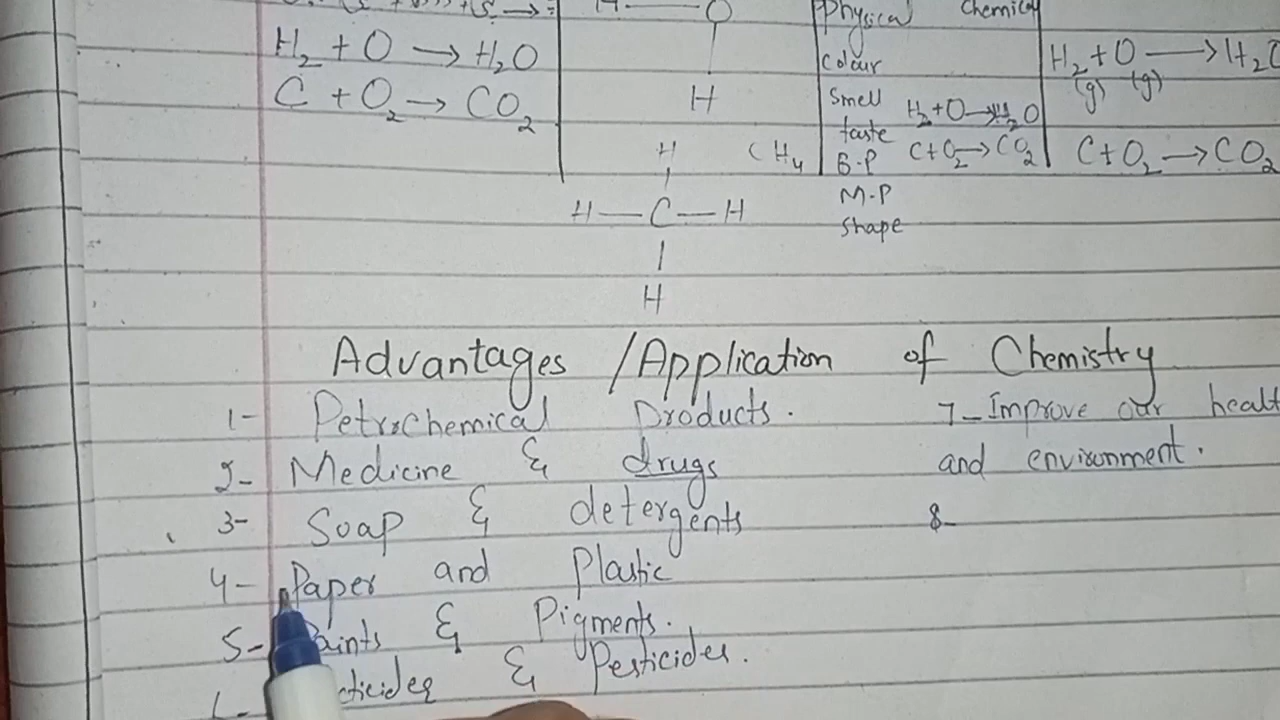 H O Physical Chemical
H₂ + O → H₂O
C + O₂ → CO₂
H
H
CH₄
H — C — H
H
colour
Smell
taste
B.P
M.P
Shape
H₂+O→H₂O
C+O₂→CO₂
H₂+O → H₂O
(g) (g)
C+O₂ → CO₂
Advantages /Application of Chemistry
1- Petrochemical Products.
2- Medicine & drugs
3- Soap & detergents
4- Paper and Plastic
5- Paints & Pigments.
& Pesticides.
7- Improve our healt
and environment.
8-